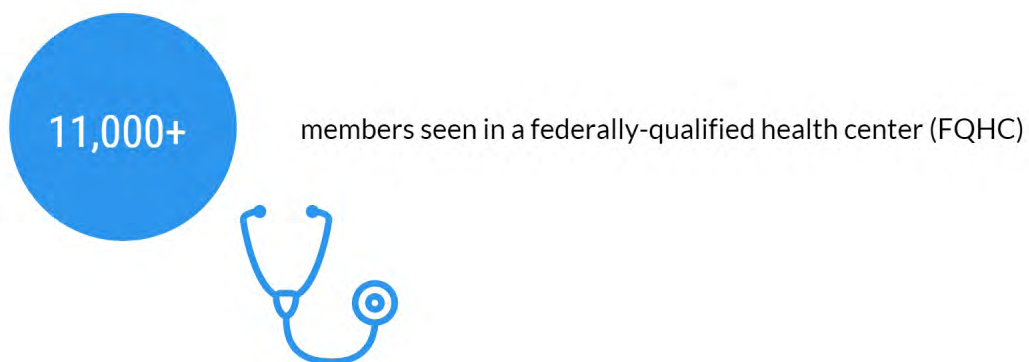 11,000+
members seen in a federally-qualified health center (FQHC)